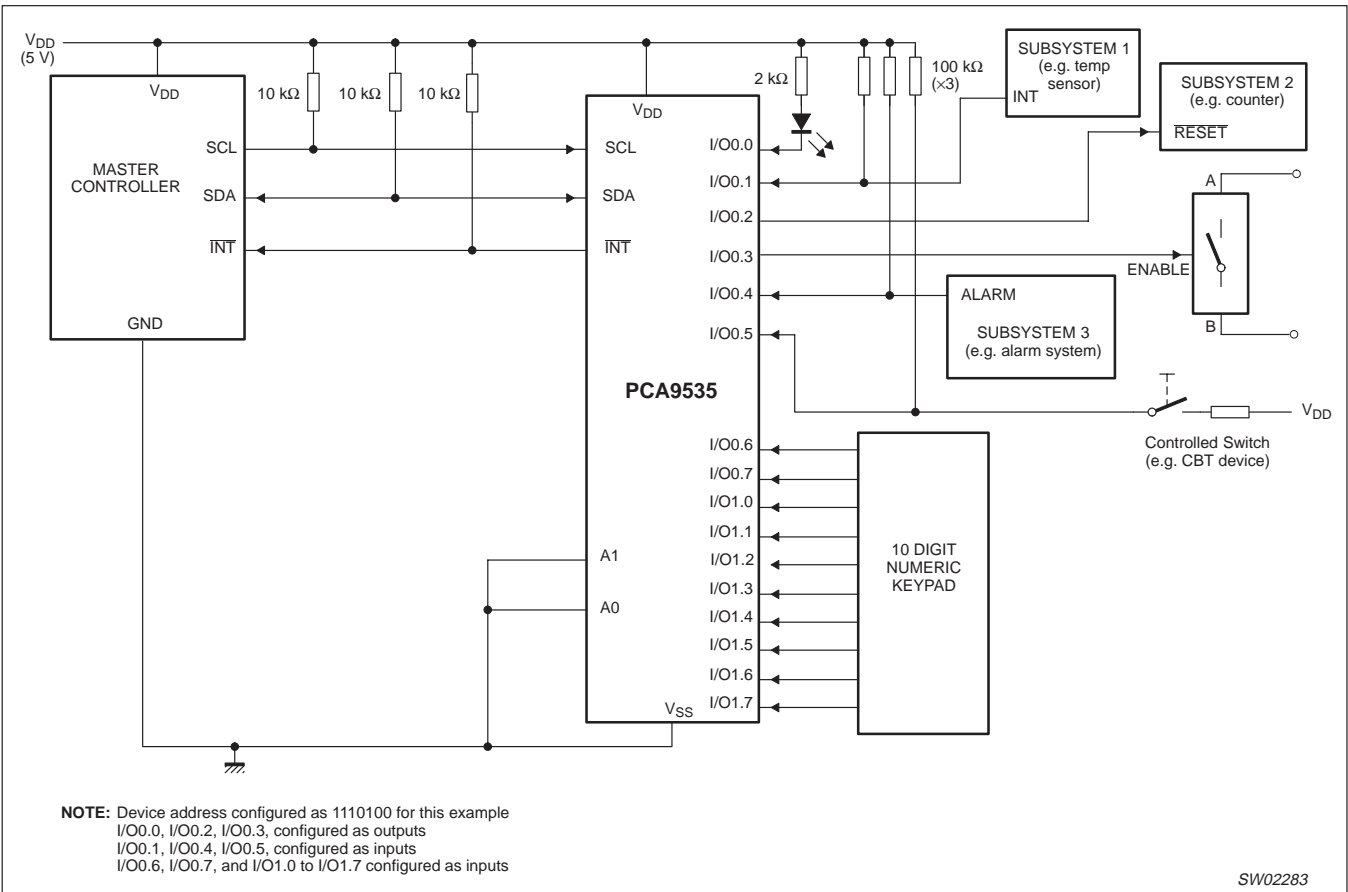 VDD
(5 V)
VDD
10 kΩ
10 kΩ
10 kΩ
MASTER
CONTROLLER
SCL
SDA
INT
GND
VDD
SCL
SDA
INT
PCA9535
A1
A0
VSS
I/O0.0
I/O0.1
I/O0.2
I/O0.3
I/O0.4
I/O0.5
I/O0.6
I/O0.7
I/O1.0
I/O1.1
I/O1.2
I/O1.3
I/O1.4
I/O1.5
I/O1.6
I/O1.7
2 kΩ
100 kΩ
(×3)
SUBSYSTEM 1
(e.g. temp
sensor)
INT
SUBSYSTEM 2
(e.g. counter)
RESET
A
ENABLE
B
ALARM
SUBSYSTEM 3
(e.g. alarm system)
VDD
Controlled Switch
(e.g. CBT device)
10 DIGIT
NUMERIC
KEYPAD
NOTE: Device address configured as 1110100 for this example
I/O0.0, I/O0.2, I/O0.3, configured as outputs
I/O0.1, I/O0.4, I/O0.5, configured as inputs
I/O0.6, I/O0.7, and I/O1.0 to I/O1.7 configured as inputs
SW02283